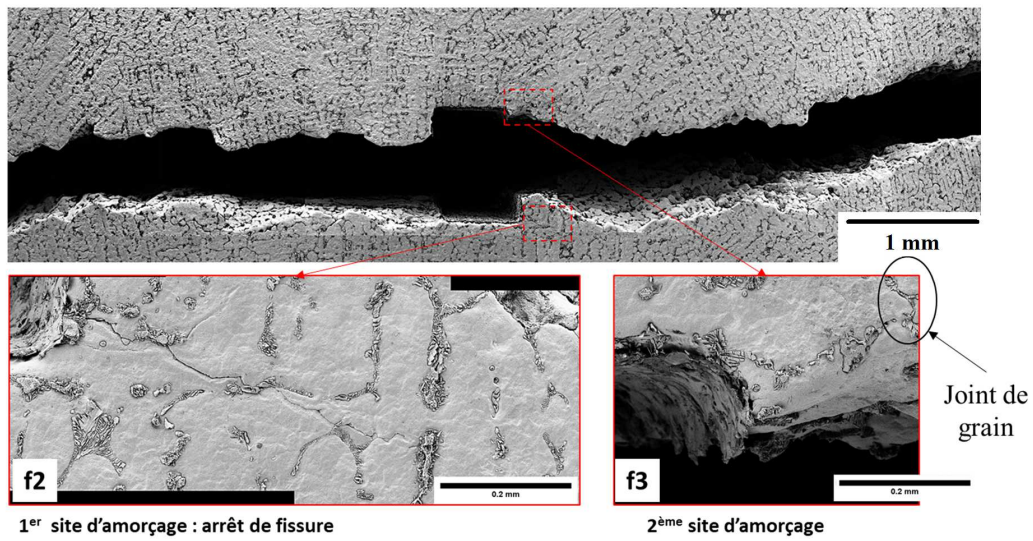 1 mm
f2
0.2 mm
f3
0.2 mm
Joint de
grain
1er site d’amorçage : arrêt de fissure
2ème site d’amorçage